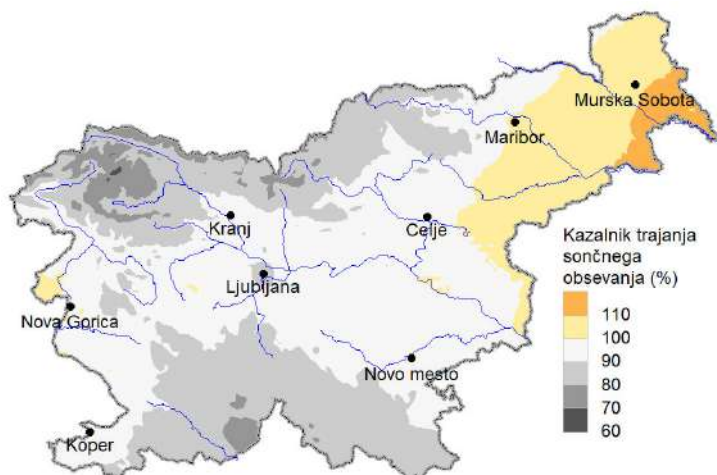 Murska Sobota
Maribor
Kranj
Celje
Ljubljana
Nova Gorica
Novo mesto
Koper
Kazalnik trajanja
sončnega
obsevanja (%)
110
100
90
80
70
60